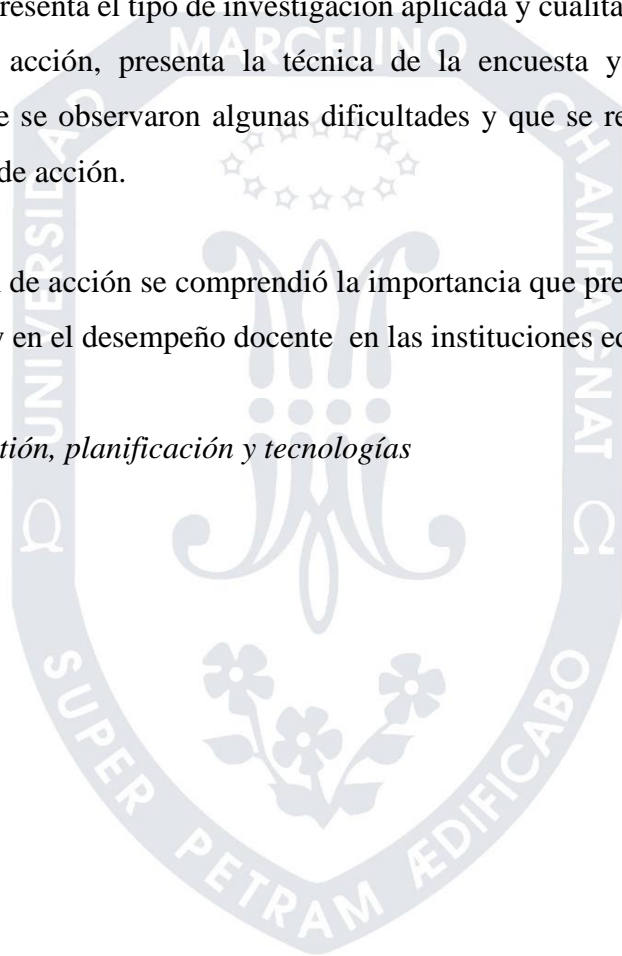 resenta el tipo de investigación aplicada y cualita
acción, presenta la técnica de la encuesta y
e se observaron algunas dificultades y que se re
de acción.
de acción se comprendió la importancia que pre
y en el desempeño docente en las instituciones ed
tión, planificación y tecnologías
UNIVERSIDAD
MARCELINO
CHAMPAGNAT
Ω Ω
SUPER PETRAM ÆDIFICABO